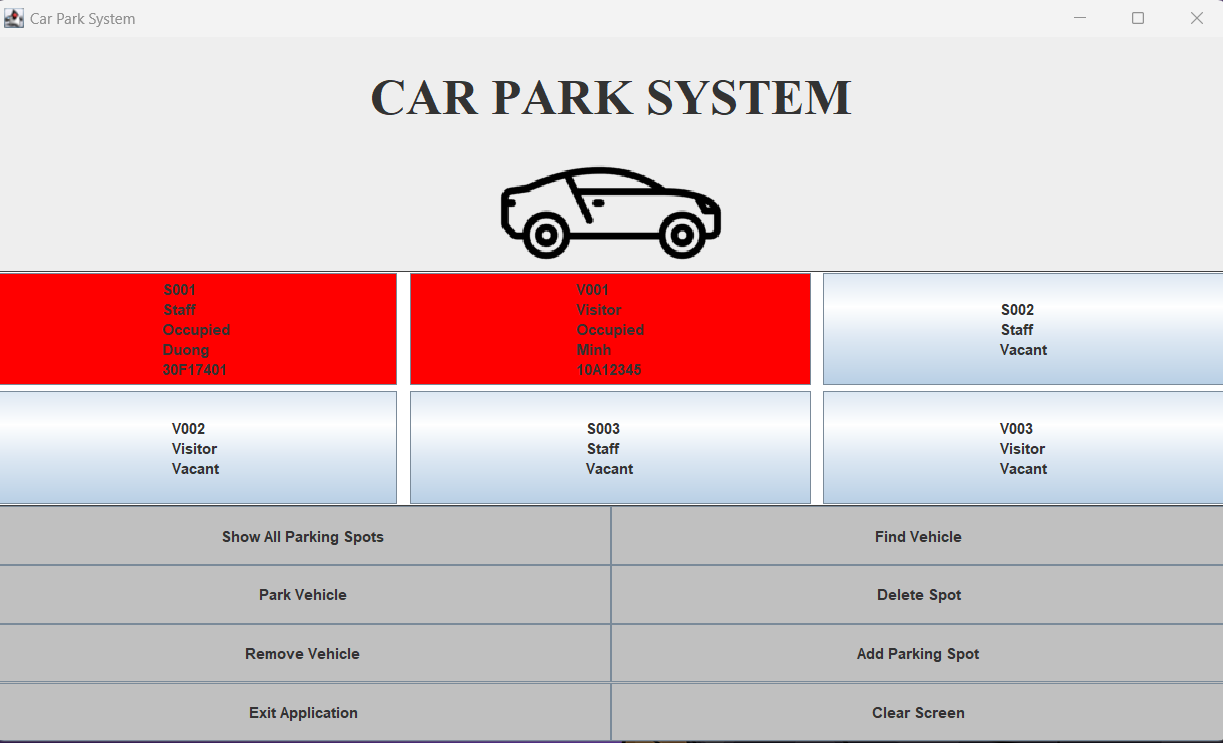 Car Park System
CAR PARK SYSTEM
S001
Staff
Occupied
Duong
30F17401
V001
Visitor
Occupied
Minh
10A12345
S002
Staff
Vacant
V002
Visitor
Vacant
S003
Staff
Vacant
V003
Visitor
Vacant
Show All Parking Spots
Find Vehicle
Park Vehicle
Delete Spot
Remove Vehicle
Add Parking Spot
Exit Application
Clear Screen